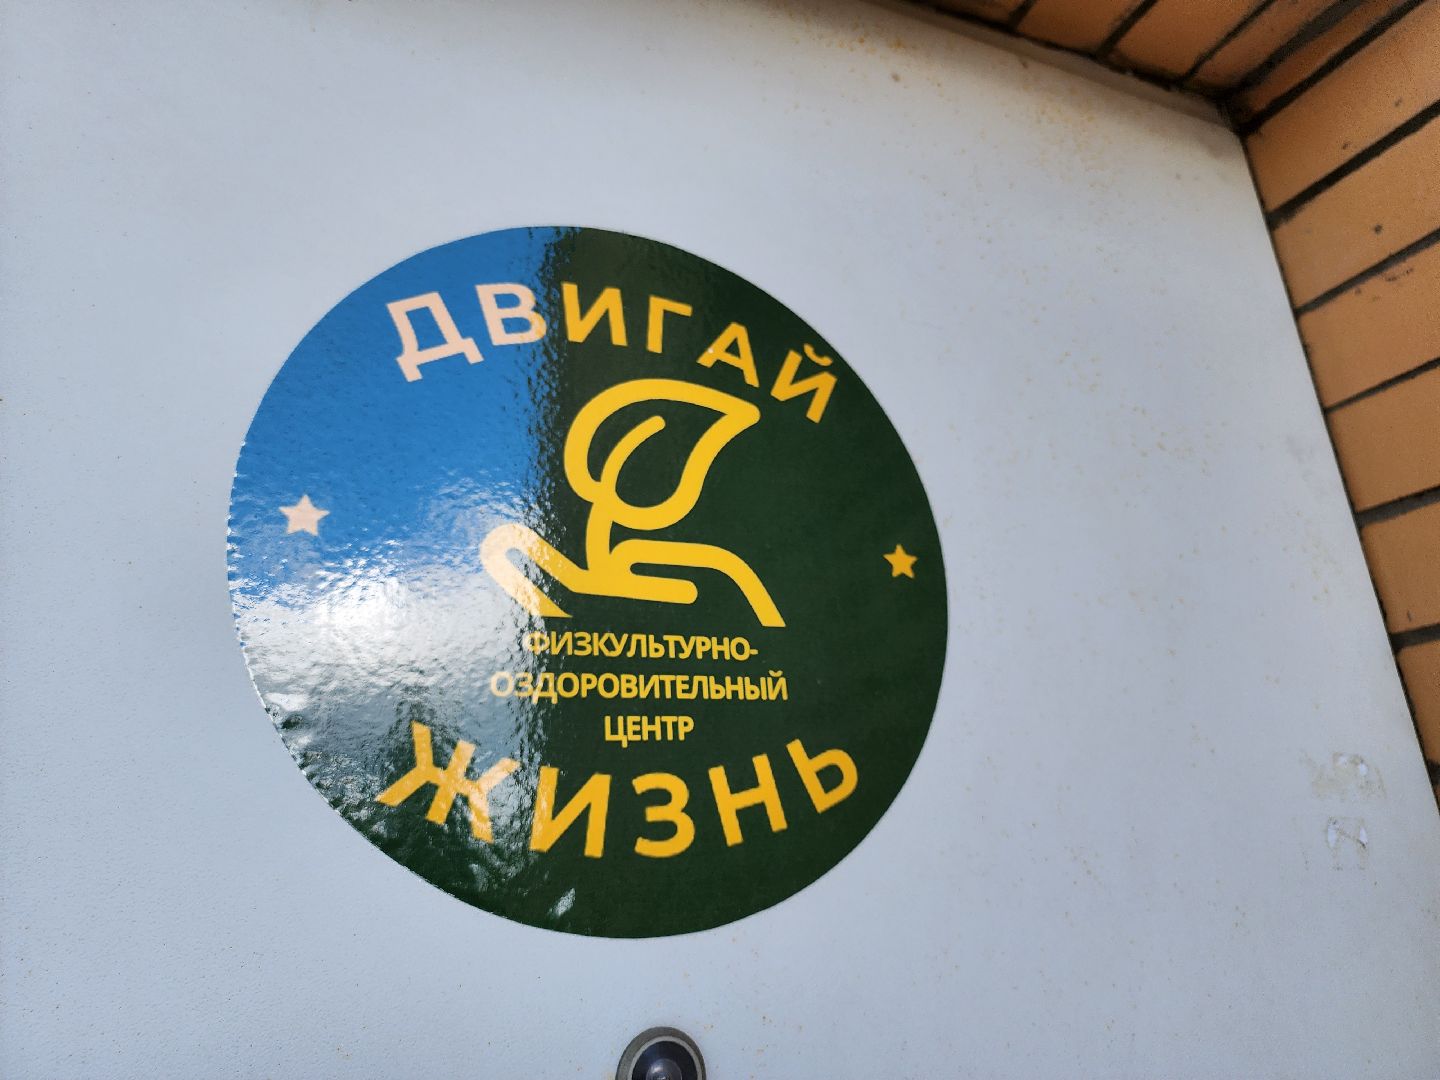 ДВИГАЙ
ФИЗКУЛЬТУРНО-
ОЗДОРОВИТЕЛЬНЫЙ
ЦЕНТР
ЖИЗНЬ